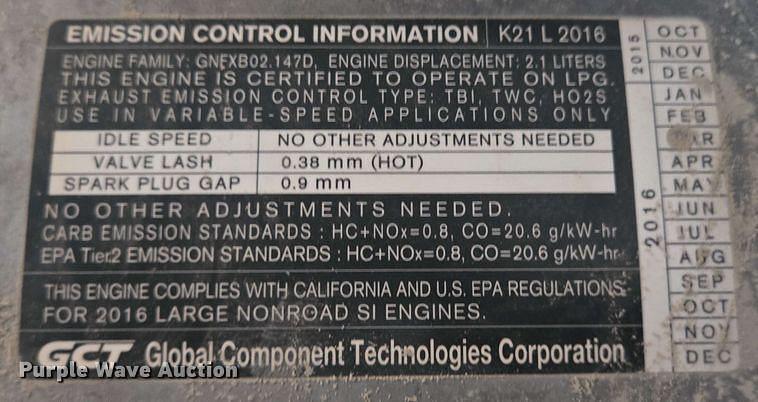 EMISSION CONTROL INFORMATION K21 L 2016
ENGINE FAMILY: GNFXB02.147D, ENGINE DISPLACEMENT: 2.1 LITERS
THIS ENGINE IS CERTIFIED TO OPERATE ON LPG.
EXHAUST EMISSION CONTROL TYPE: TBI, TWC, HO2S
USE IN VARIABLE-SPEED APPLICATIONS ONLY
IDLE SPEED NO OTHER ADJUSTMENTS NEEDED
VALVE LASH 0.38 mm (HOT)
SPARK PLUG GAP 0.9 mm
NO OTHER ADJUSTMENTS NEEDED.
CARB EMISSION STANDARDS : HC+NOx=0.8, CO=20.6 g/kW-hr
EPA Tier2 EMISSION STANDARDS : HC+NOx=0.8, CO=20.6 g/kW-hr
THIS ENGINE COMPLIES WITH CALIFORNIA AND U.S. EPA REGULATIONS
FOR 2016 LARGE NONROAD SI ENGINES.
GCT Global Component Technologies Corporation
2015
OCT
NOV
DEC
2016
JAN
FEB
MAR
APR
MAY
JUN
JUL
AUG
SEP
OCT
NOV
DEC
Purple Wave Auction